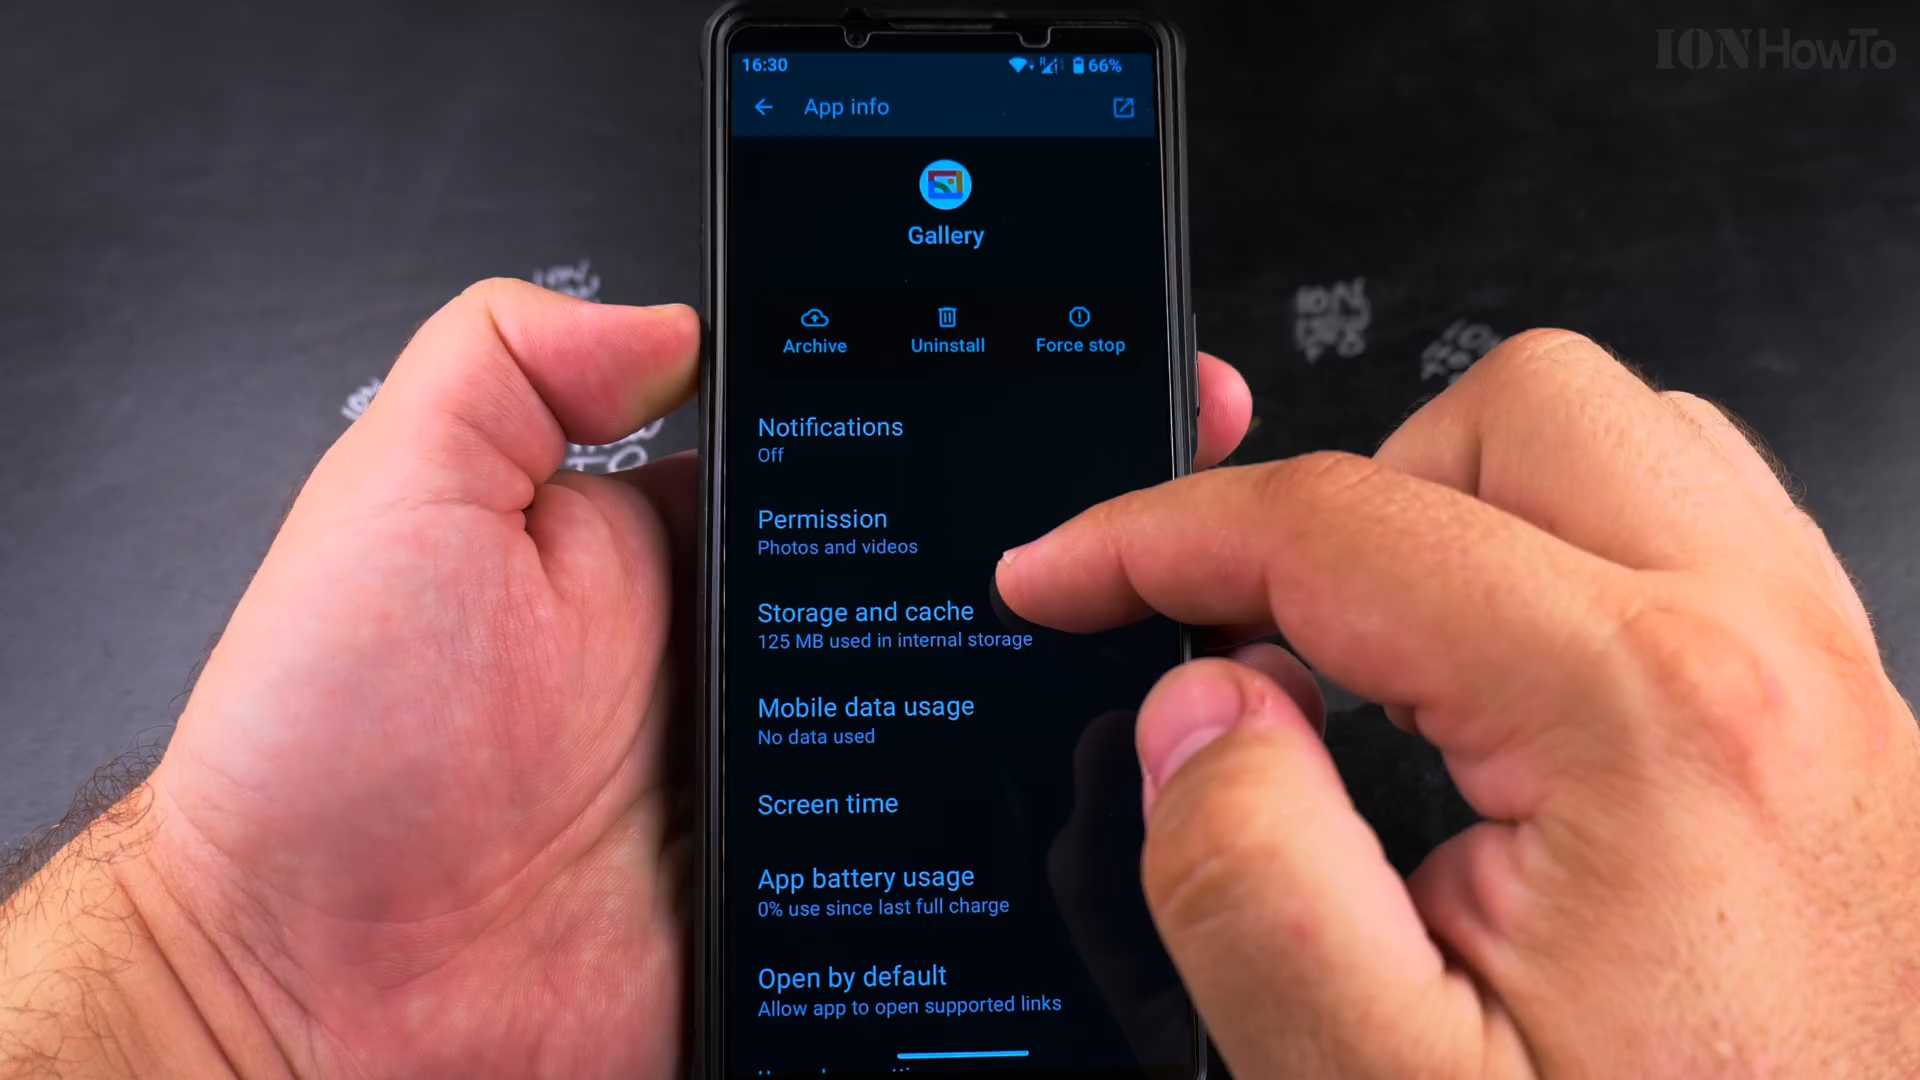 IONHowTo
16:30
R
66%
App info
Gallery
Archive
Uninstall
Force stop
Notifications
Off
Permission
Photos and videos
Storage and cache
125 MB used in internal storage
Mobile data usage
No data used
Screen time
App battery usage
0% use since last full charge
Open by default
Allow app to open supported links